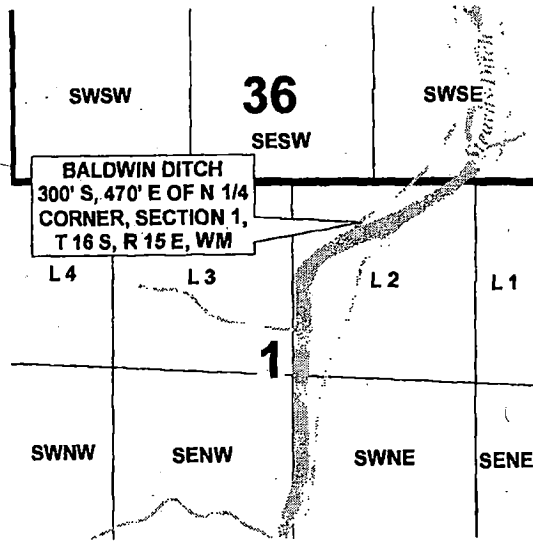 SWSW
36
SWSE
SESW
BALDWIN DITCH
300' S, 470' E OF N 1/4
CORNER, SECTION 1,
T 16 S, R 15 E, WM
L 4
L 3
L 2
L 1
1
SWNW
SENW
SWNE
SENE